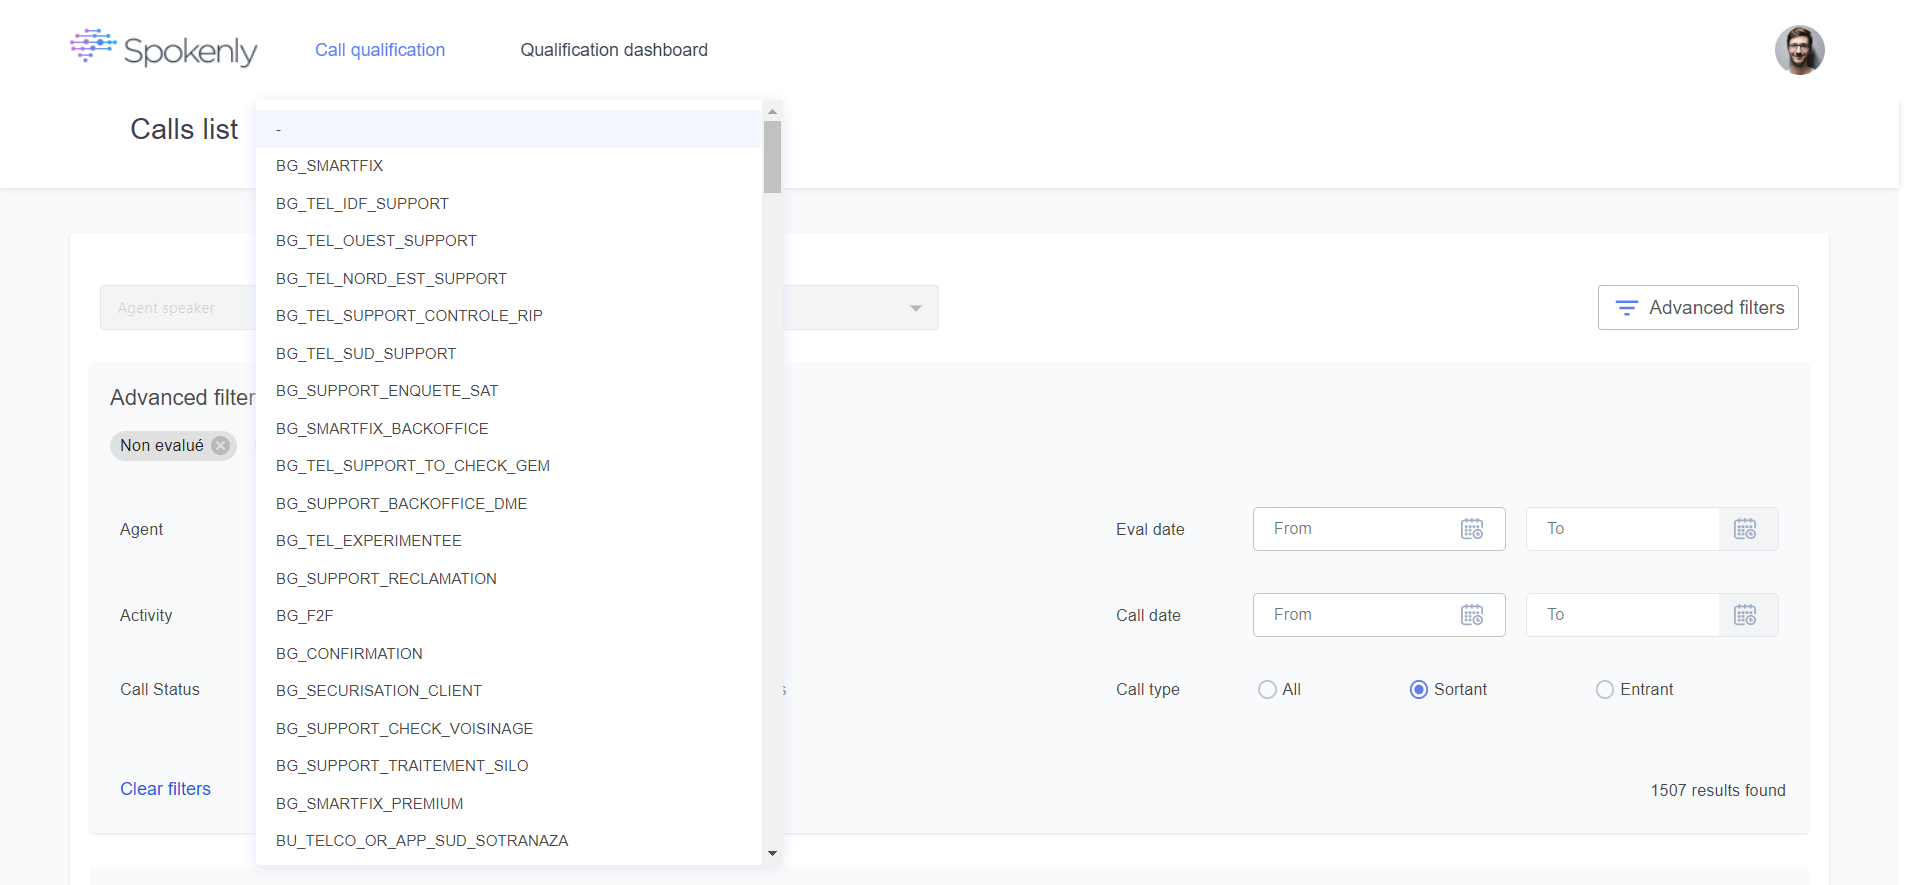 Spokenly
Call qualification
Qualification dashboard
Calls list
-
BG_SMARTFIX
BG_TEL_IDF_SUPPORT
BG_TEL_OUEST_SUPPORT
BG_TEL_NORD_EST_SUPPORT
BG_TEL_SUPPORT_CONTROLE_RIP
BG_TEL_SUD_SUPPORT
BG_SUPPORT_ENQUETE_SAT
BG_SMARTFIX_BACKOFFICE
BG_TEL_SUPPORT_TO_CHECK_GEM
BG_SUPPORT_BACKOFFICE_DME
BG_TEL_EXPERIMENTEE
BG_SUPPORT_RECLAMATION
BG_F2F
BG_CONFIRMATION
BG_SECURISATION_CLIENT
BG_SUPPORT_CHECK_VOISINAGE
BG_SUPPORT_TRAITEMENT_SILO
BG_SMARTFIX_PREMIUM
BU_TELCO_OR_APP_SUD_SOTRANAZA
Agent speaker
Advanced filters
Advanced filter
Non evalué
Agent
Eval date
From
To
Activity
Call date
From
To
Call Status
s
Call type
All
Sortant
Entrant
Clear filters
1507 results found